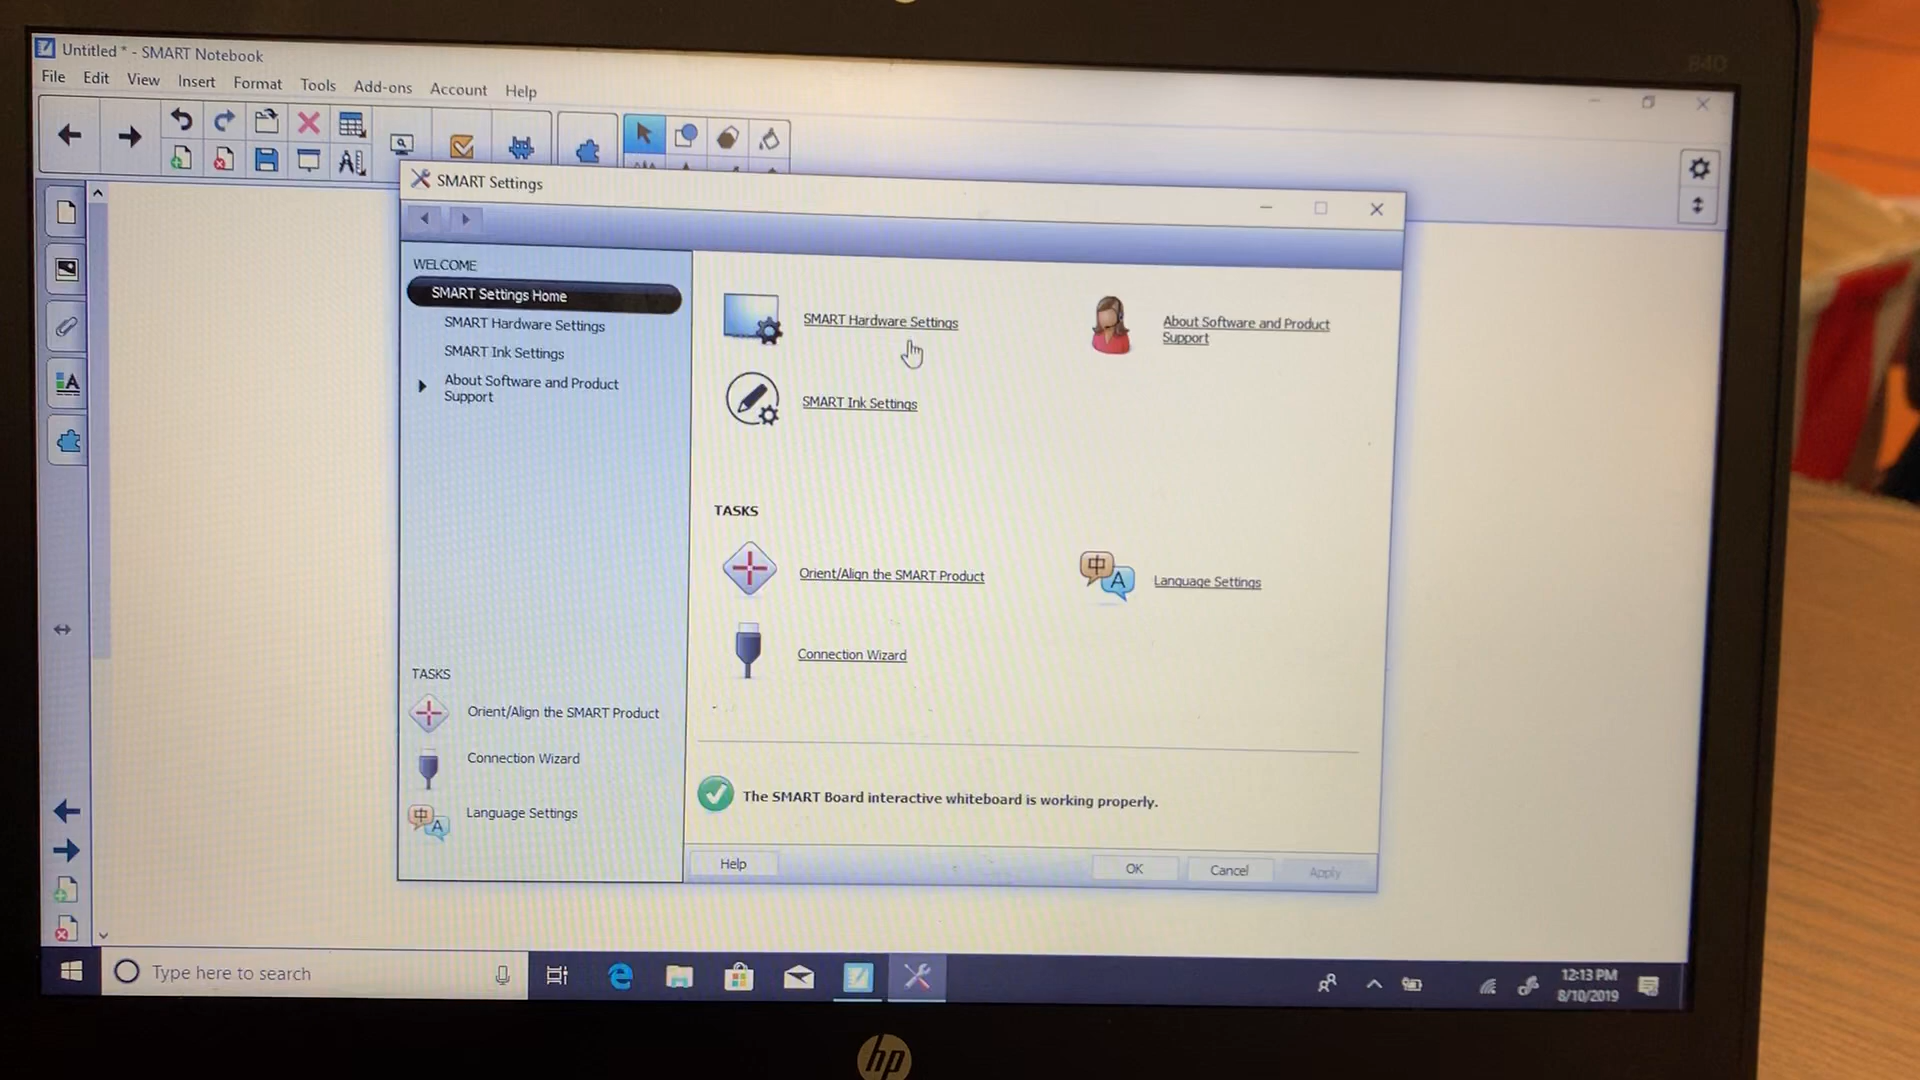 840
Untitled * - SMART Notebook
File Edit View Insert Format Tools Add-ons Account Help
SMART Settings
WELCOME
SMART Settings Home
SMART Hardware Settings
SMART Ink Settings
About Software and Product
Support
TASKS
Orient/Align the SMART Product
Connection Wizard
Language Settings
SMART Hardware Settings
About Software and Product
Support
SMART Ink Settings
TASKS
Orient/Align the SMART Product
Language Settings
Connection Wizard
The SMART Board interactive whiteboard is working properly.
Help OK Cancel Apply
Type here to search
12:13 PM
8/10/2019
hp